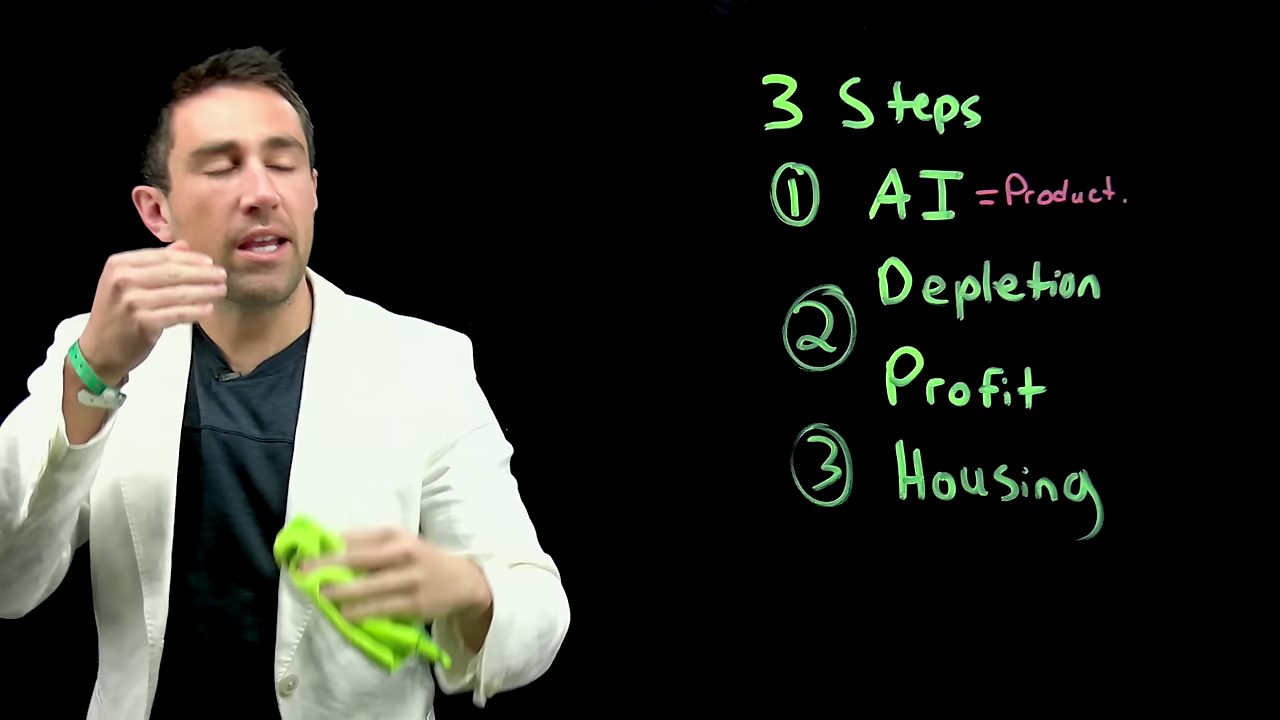 3 Steps
① AI = Product.
② Depletion
Profit
③ Housing